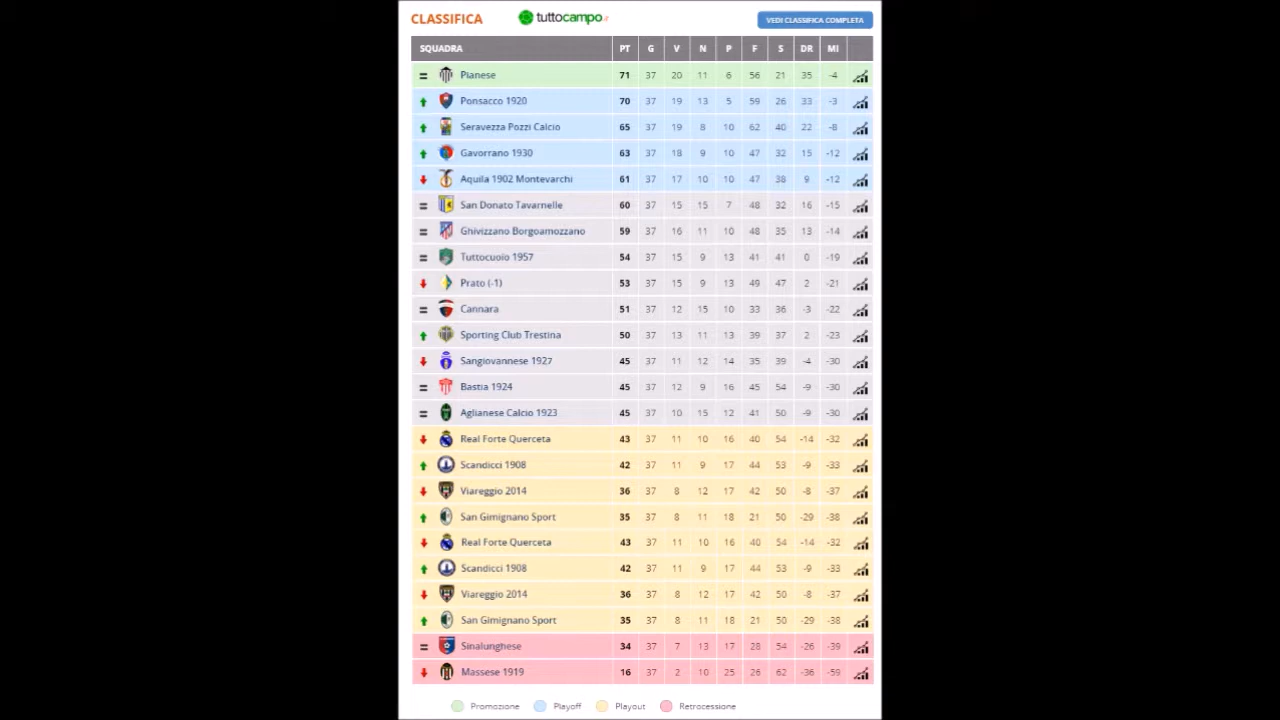 CLASSIFICA tuttocampo.it VEDI CLASSIFICA COMPLETA
SQUADRA PT G V N P F S DR MI
= Pianese 71 37 20 11 6 56 21 35 -4
Ponsacco 1920 70 37 19 13 5 59 26 33 -3
Seravezza Pozzi Calcio 65 37 19 8 10 62 40 22 -8
Gavorrano 1930 63 37 18 9 10 47 32 15 -12
Aquila 1902 Montevarchi 61 37 17 10 10 47 38 9 -12
= San Donato Tavarnelle 60 37 15 15 7 48 32 16 -15
= Ghivizzano Borgoamozzano 59 37 16 11 10 48 35 13 -14
= Tuttocuoio 1957 54 37 15 9 13 41 41 0 -19
Prato (-1) 53 37 15 9 13 49 47 2 -21
= Cannara 51 37 12 15 10 33 36 -3 -22
Sporting Club Trestina 50 37 13 11 13 39 37 2 -23
Sangiovannese 1927 45 37 11 12 14 35 39 -4 -30
= Bastia 1924 45 37 12 9 16 45 54 -9 -30
= Aglianese Calcio 1923 45 37 10 15 12 41 50 -9 -30
Real Forte Querceta 43 37 11 10 16 40 54 -14 -32
Scandicci 1908 42 37 11 9 17 44 53 -9 -33
Viareggio 2014 36 37 8 12 17 42 50 -8 -37
San Gimignano Sport 35 37 8 11 18 21 50 -29 -38
Real Forte Querceta 43 37 11 10 16 40 54 -14 -32
Scandicci 1908 42 37 11 9 17 44 53 -9 -33
Viareggio 2014 36 37 8 12 17 42 50 -8 -37
San Gimignano Sport 35 37 8 11 18 21 50 -29 -38
= Sinalunghese 34 37 7 13 17 28 54 -26 -39
Massese 1919 16 37 2 10 25 26 62 -36 -59
Promozione Playoff Playout Retrocessione